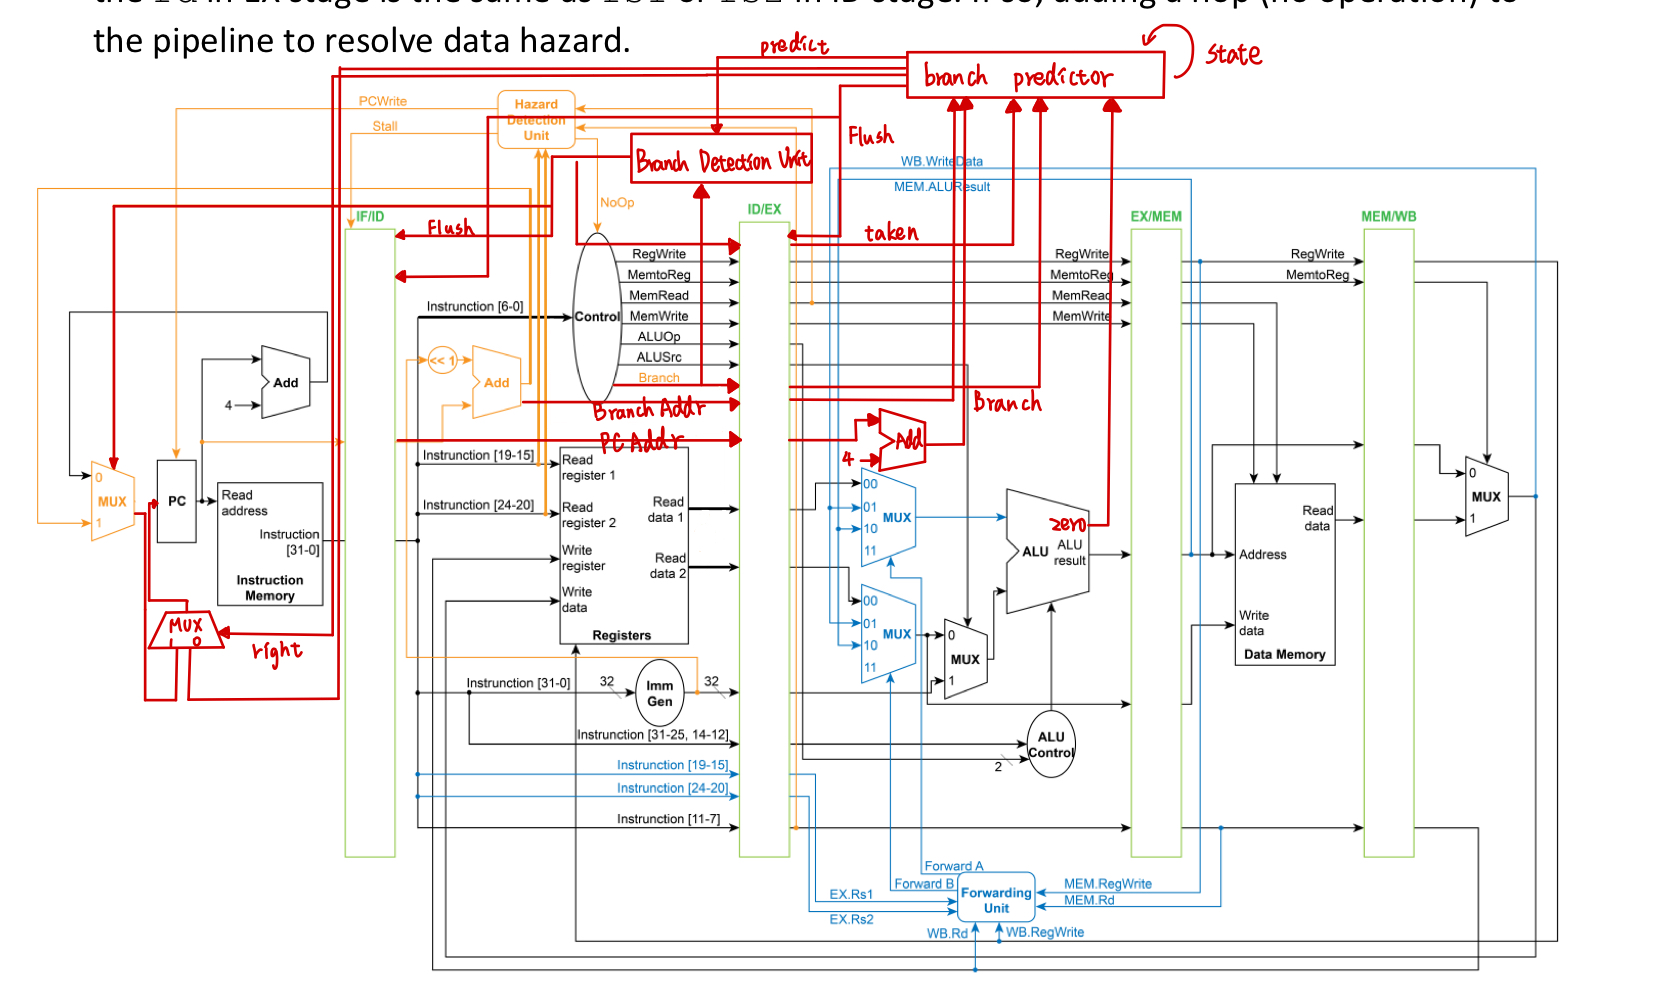 the pipeline to resolve data hazard.
predict
branch predictor
state
PCWrite
Stall
Hazard
Detection
Unit
Flush
Branch Detection Unit
WB.WriteData
MEM.ALUResult
NoOp
IF/ID
ID/EX
EX/MEM
MEM/WB
Flush
taken
RegWrite
MemtoReg
MemRead
MemWrite
ALUOp
ALUSrc
Branch
RegWrite
MemtoReg
MemRead
MemWrite
RegWrite
MemtoReg
Instrunction [6-0]
Control
<< 1
Add
Add
4
Branch Addr
Branch
PC Addr
Add
4
Instrunction [19-15]
Instrunction [24-20]
Read
register 1
Read
register 2
Write
register
Write
data
Read
data 1
Read
data 2
Registers
0
MUX
1
PC
Read
address
Instruction
[31-0]
Instruction
Memory
MUX
1 0
right
00
01
10
11
MUX
00
01
10
11
MUX
0
MUX
1
zero
ALU
ALU
result
Address
Read
data
Write
data
Data Memory
0
MUX
1
Instrunction [31-0]
32
Imm
Gen
32
Instrunction [31-25, 14-12]
Instrunction [19-15]
Instrunction [24-20]
Instrunction [11-7]
ALU
Control
2
Forward A
Forward B
EX.Rs1
EX.Rs2
Forwarding
Unit
MEM.RegWrite
MEM.Rd
WB.Rd
WB.RegWrite